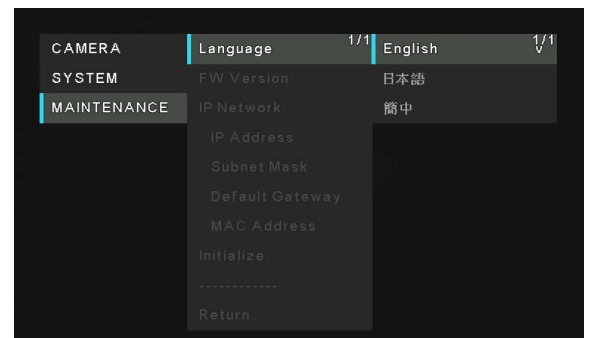 CAMERA
SYSTEM
MAINTENANCE
Language 1/1
FW Version
IP Network
IP Address
Subnet Mask
Default Gateway
MAC Address
Initialize
------------
Return
English 1/1
v
日本語
簡中